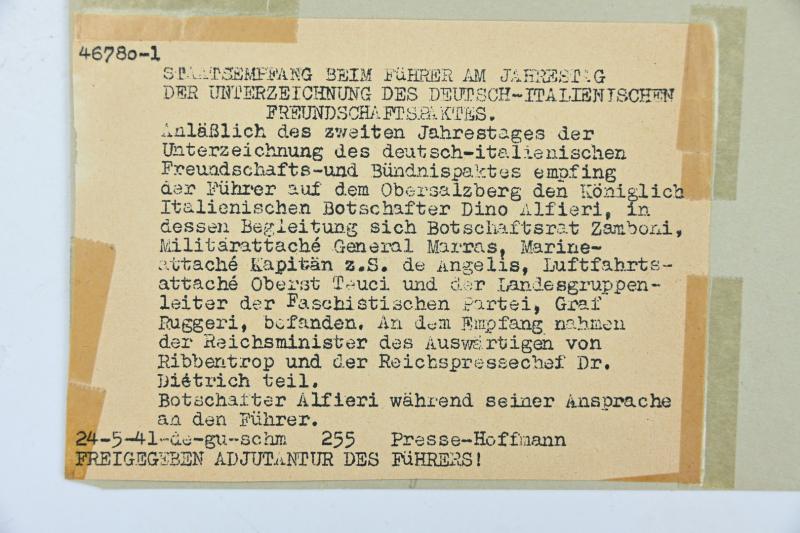 46780-1
STAATSEMPFANG BEIM FüHRER AM JAHRESTAG
DER UNTERZEICHNUNG DES DEUTSCH-ITALIENISCHEN
FREUNDSCHAFTSPAKTES.
Anläßlich des zweiten Jahrestages der
Unterzeichnung des deutsch-italienischen
Freundschafts-und Bündnispaktes empfing
der Führer auf dem Obersalzberg den Königlich
Italienischen Botschafter Dino Alfieri, in
dessen Begleitung sich Botschaftsrat Zamboni,
Militärattaché General Marras, Marine-
attaché Kapitän z.S. de Angelis, Luftfahrts-
attaché Oberst Teuci und der Landesgruppen-
leiter der Faschistischen Partei, Graf
Ruggeri, befanden. An dem Empfang nahmen
der Reichsminister des Auswärtigen von
Ribbentrop und der Reichspressechef Dr.
Diétrich teil.
Botschafter Alfieri während seiner Ansprache
an den Führer.
24-5-41-de-gu-schm 255 Presse-Hoffmann
FREIGEGEBEN ADJUTANTUR DES FüHRERS!